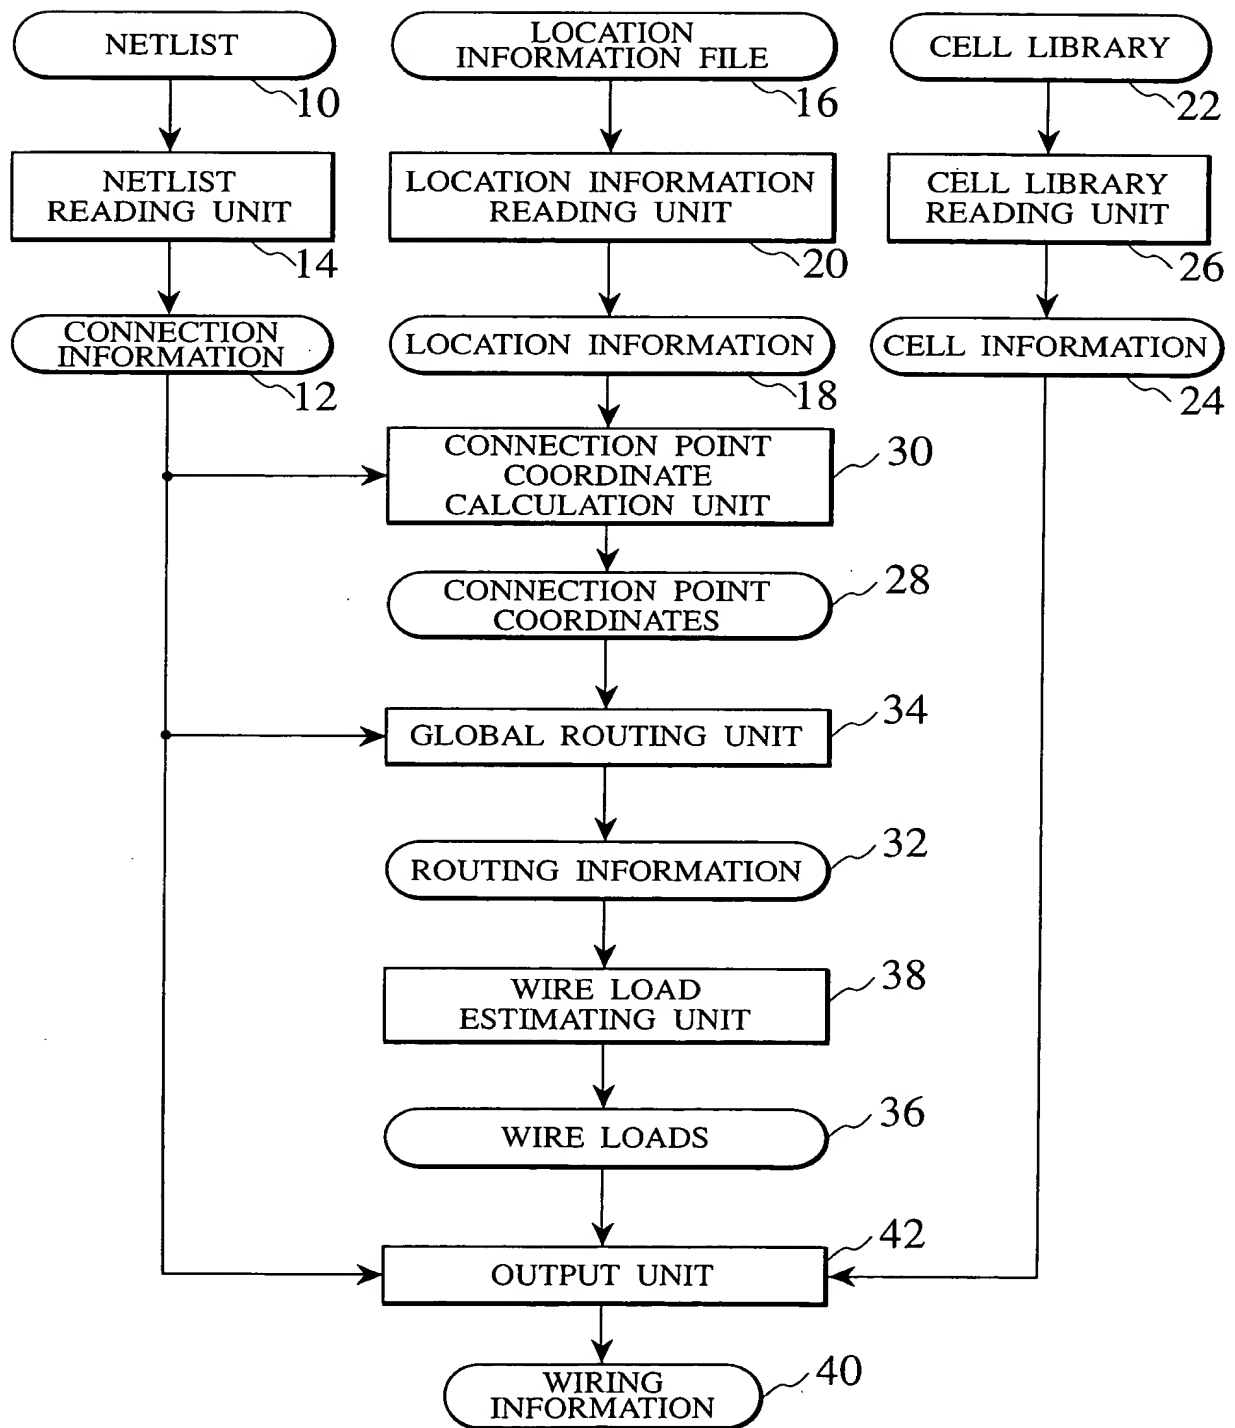 NETLIST
10
LOCATION
INFORMATION FILE
16
CELL LIBRARY
22
NETLIST
READING UNIT
14
LOCATION INFORMATION
READING UNIT
20
CELL LIBRARY
READING UNIT
26
CONNECTION
INFORMATION
12
LOCATION INFORMATION
18
CELL INFORMATION
24
CONNECTION POINT
COORDINATE
CALCULATION UNIT
30
CONNECTION POINT
COORDINATES
28
GLOBAL ROUTING UNIT
34
ROUTING INFORMATION
32
WIRE LOAD
ESTIMATING UNIT
38
WIRE LOADS
36
OUTPUT UNIT
42
WIRING
INFORMATION
40